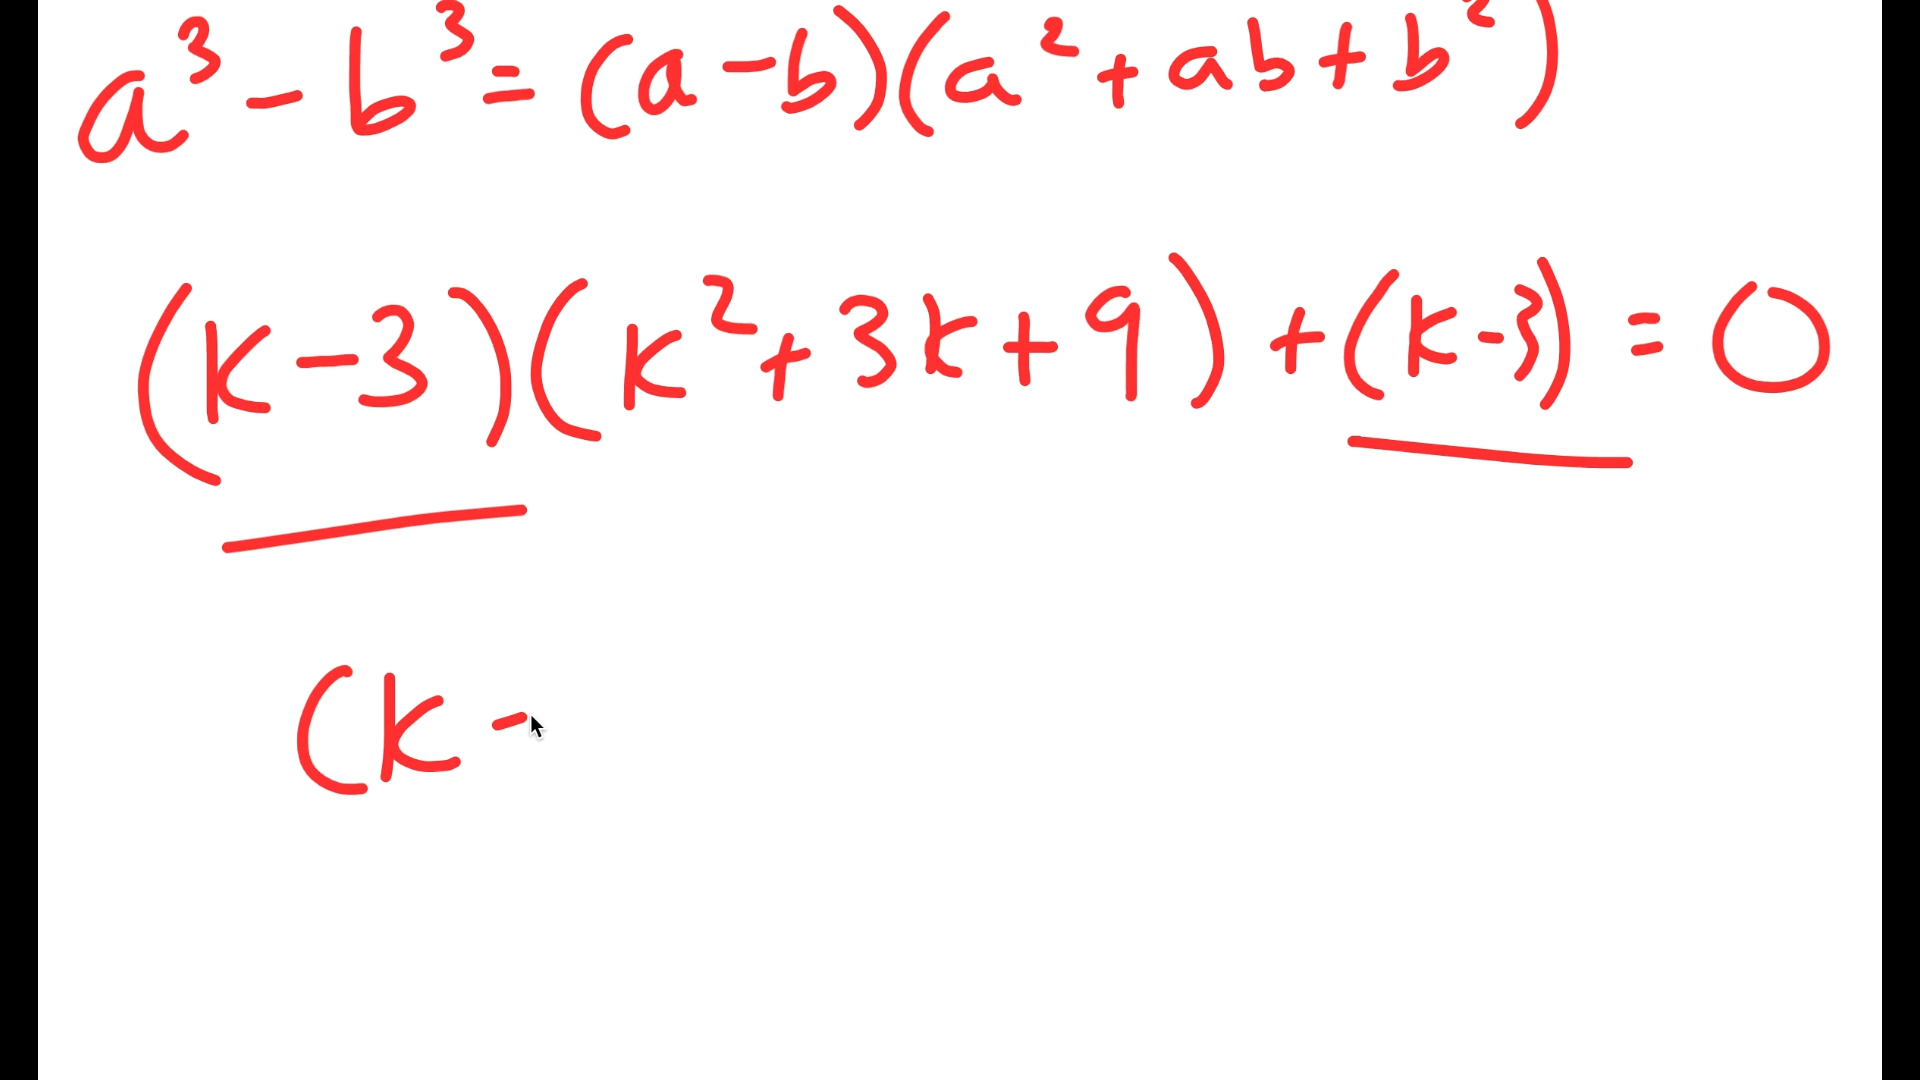 a³ - b³ = (a-b)(a² + ab + b²)
(k-3)(k² + 3k + 9) + (k-3) = 0
(k -